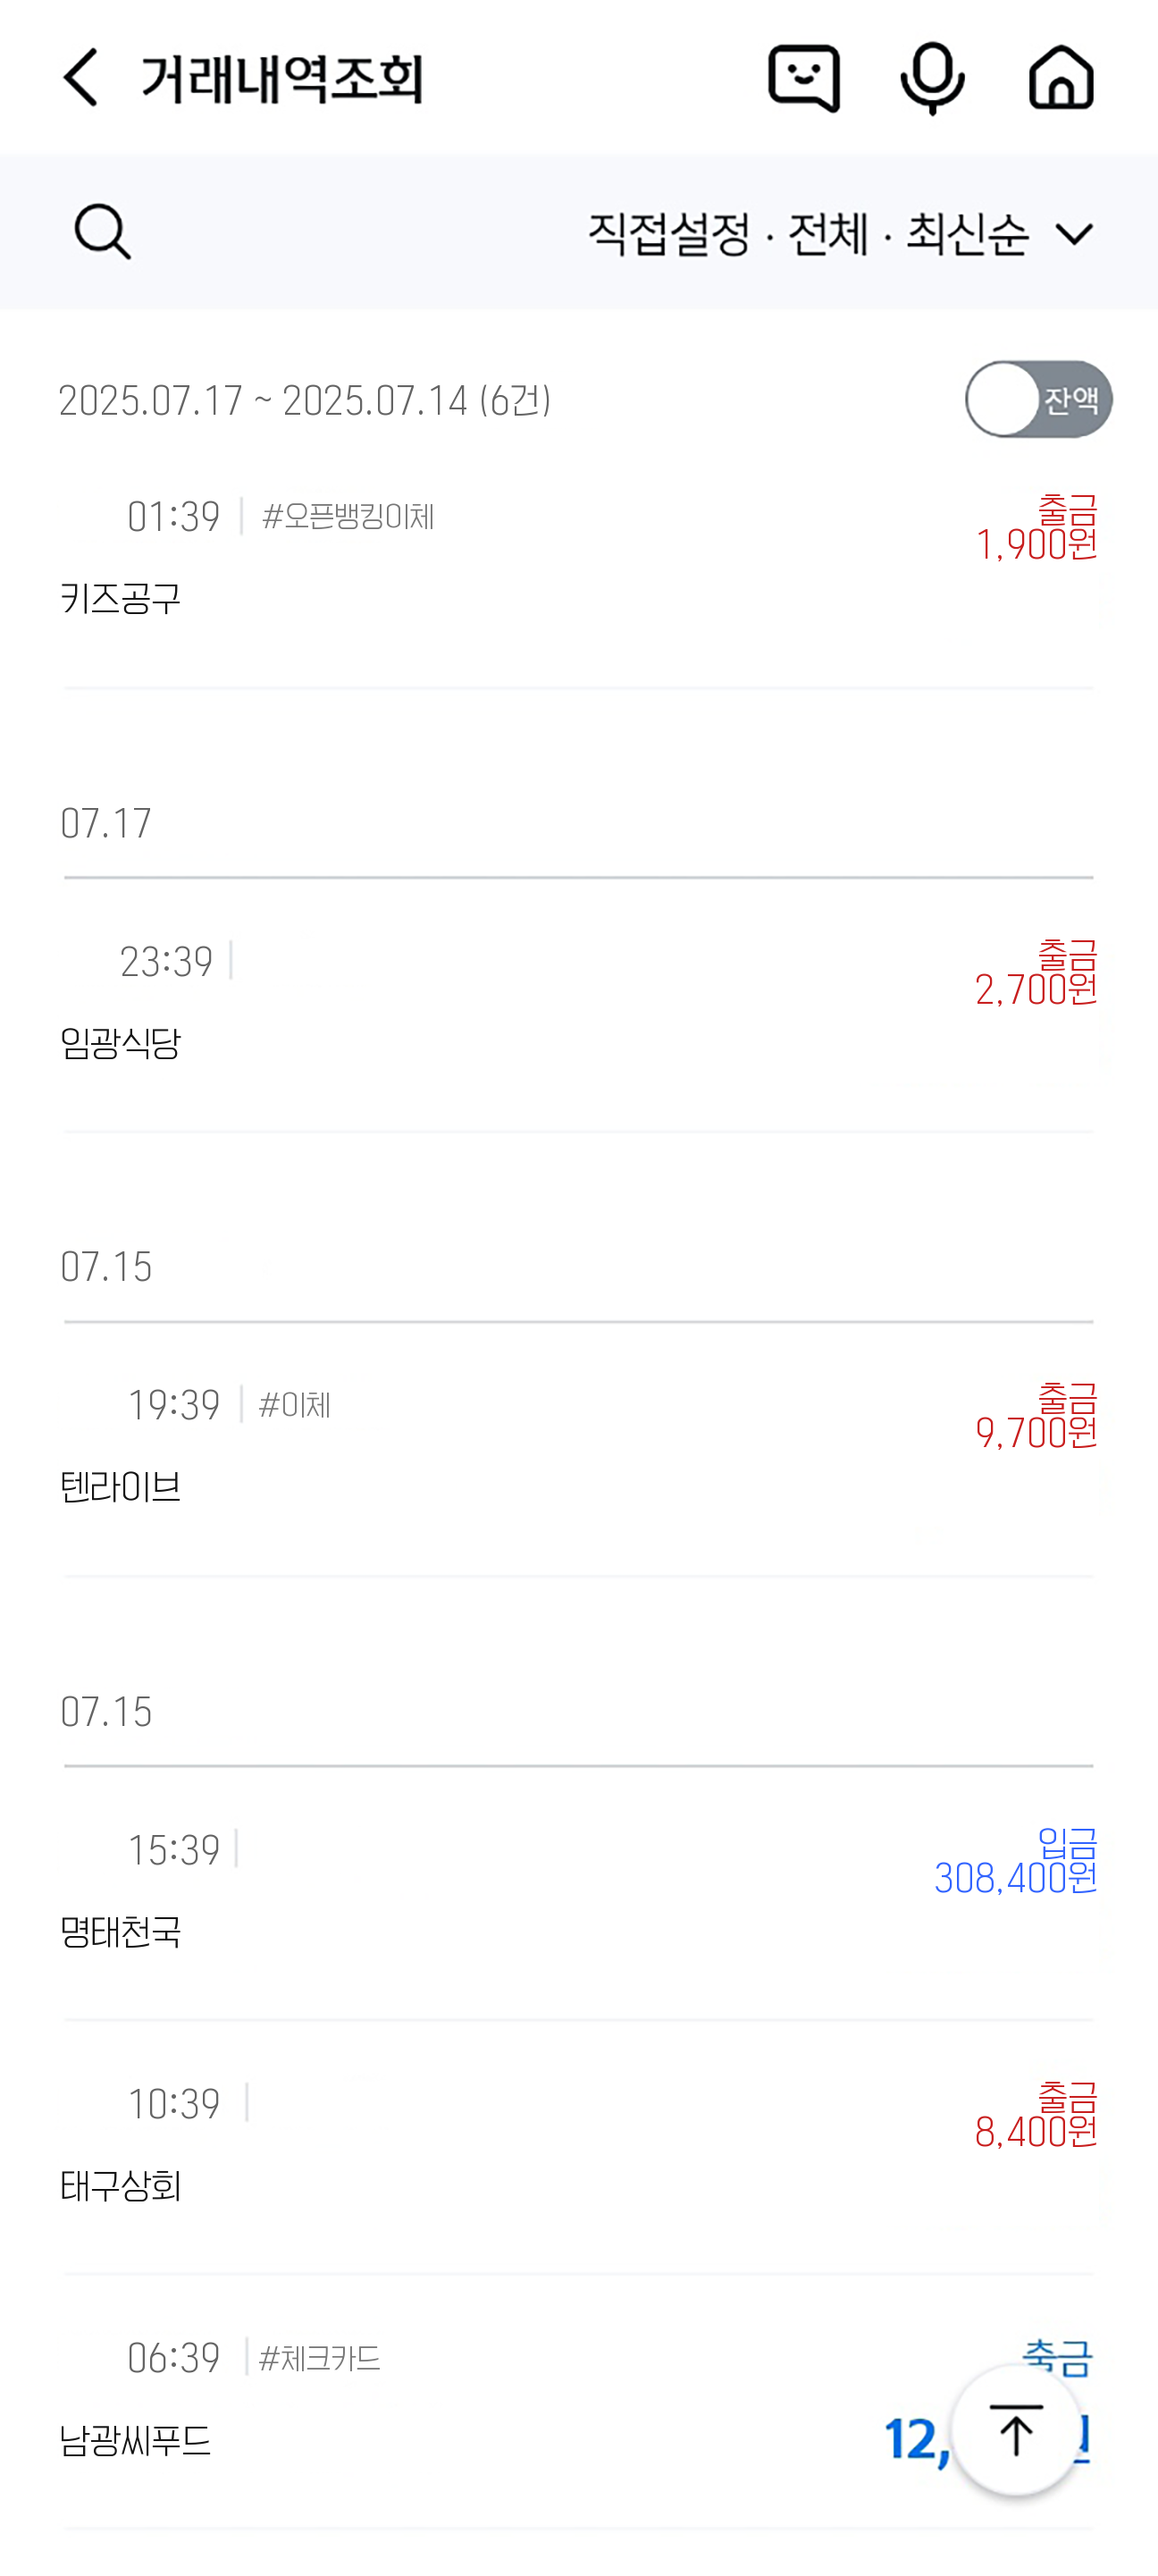 거래내역조회
직접설정 · 전체 · 최신순
2025.07.17 ~ 2025.07.14 (6건)
잔액
01:39 #오픈뱅킹이체
출금
1,900원
키즈공구
07.17
23:39
출금
2,700원
임광식당
07.15
19:39 #이체
출금
9,700원
텐라이브
07.15
15:39
입금
308,400원
명태천국
10:39
출금
8,400원
태구상회
06:39 #체크카드
남광씨푸드
12,